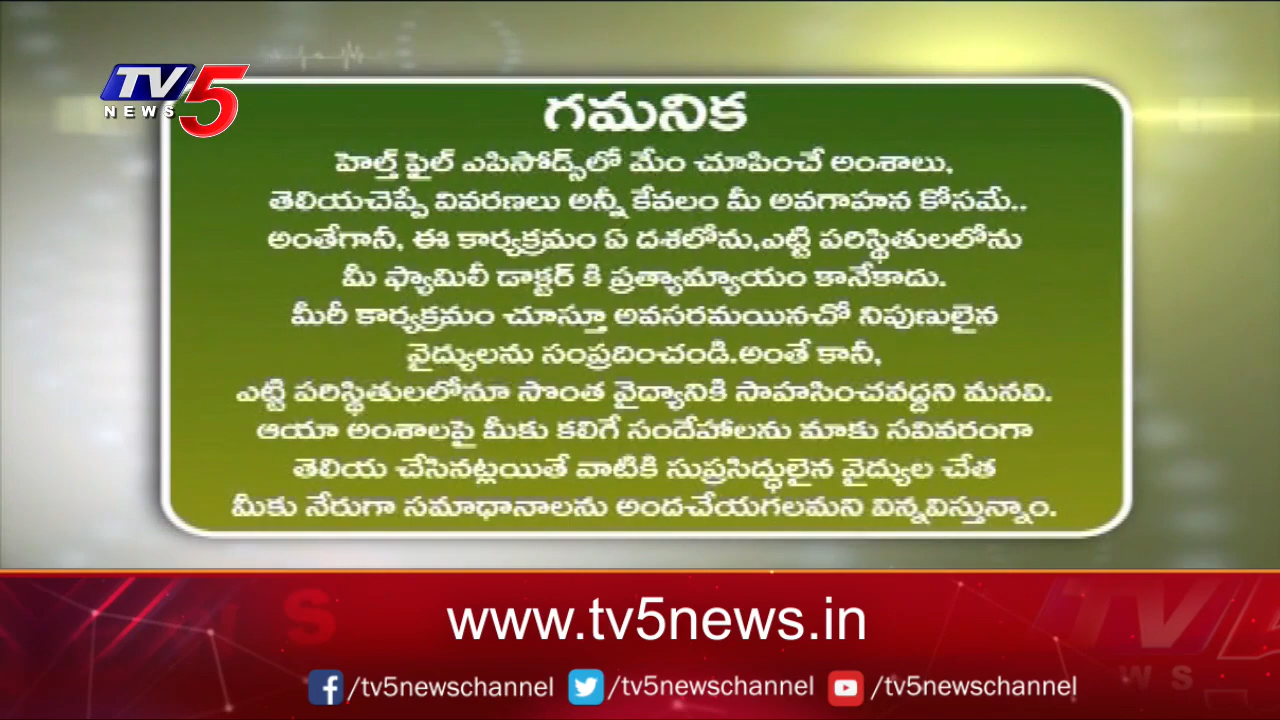 TV5
NEWS
గమనిక
హెల్త్ ఫైల్ ఎపిసోడ్స్‌లో మేం చూపించే అంశాలు,
తెలియచెప్పే వివరణలు అన్నీ కేవలం మీ అవగాహన కోసమే..
అంతేగానీ, ఈ కార్యక్రమం ఏ దశలోను,ఎట్టి పరిస్థితులలోను
మీ ఫ్యామిలీ డాక్టర్ కి ప్రత్యామ్యాయం కానేకాదు.
మీరీ కార్యక్రమం చూస్తూ అవసరమయినచో నిపుణులైన
వైద్యులను సంప్రదించండి.అంతే కానీ,
ఎట్టి పరిస్థితులలోనూ సొంత వైద్యానికి సాహసించవద్దని మనవి.
ఆయా అంశాలపై మీకు కలిగే సందేహాలను మాకు సవివరంగా
తెలియ చేసినట్లయితే వాటికి సుప్రసిద్ధులైన వైద్యుల చేత
మీకు నేరుగా సమాధానాలను అందచేయగలమని విన్నవిస్తున్నాం.
www.tv5news.in
/tv5newschannel /tv5newschannel /tv5newschannel